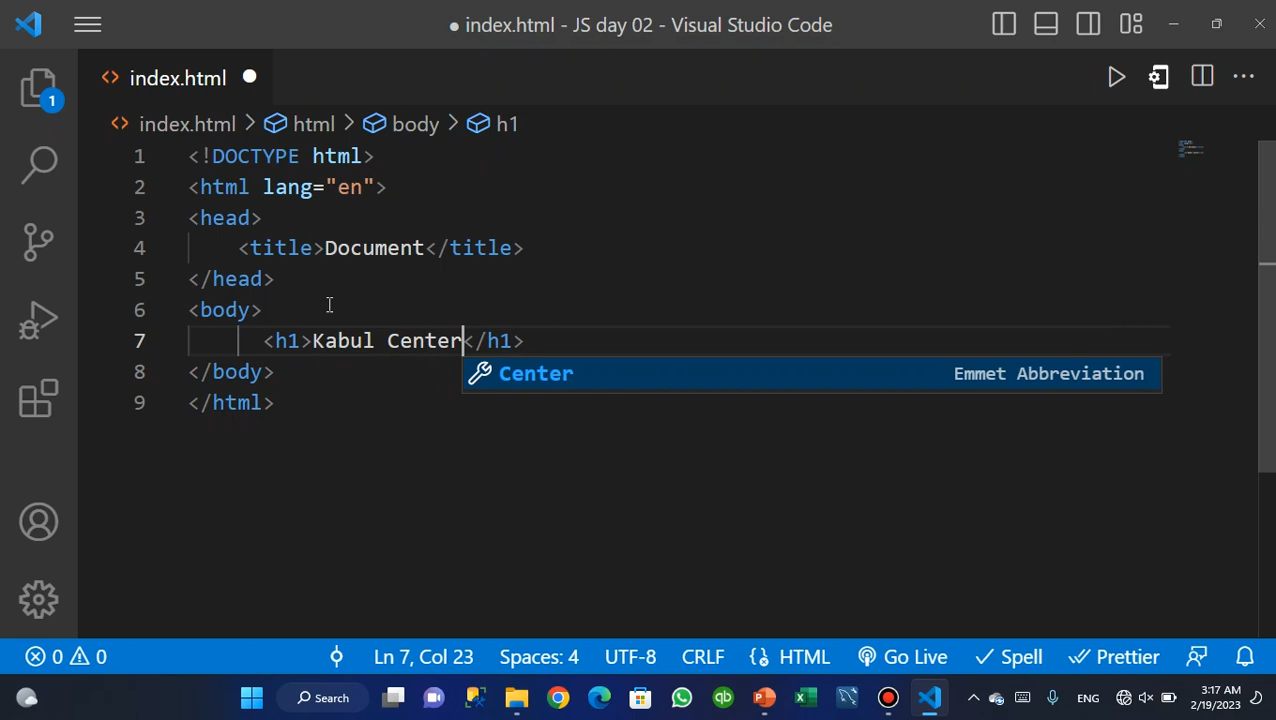 ● index.html - JS day 02 - Visual Studio Code
index.html
1
index.html > html > body > h1
1 <!DOCTYPE html>
2 <html lang="en">
3 <head>
4 <title>Document</title>
5 </head>
6 <body>
7 <h1>Kabul Center</h1>
Center Emmet Abbreviation
8 </body>
9 </html>
0 0 Ln 7, Col 23 Spaces: 4 UTF-8 CRLF HTML Go Live Spell Prettier
Search ENG 3:17 AM
2/19/2023